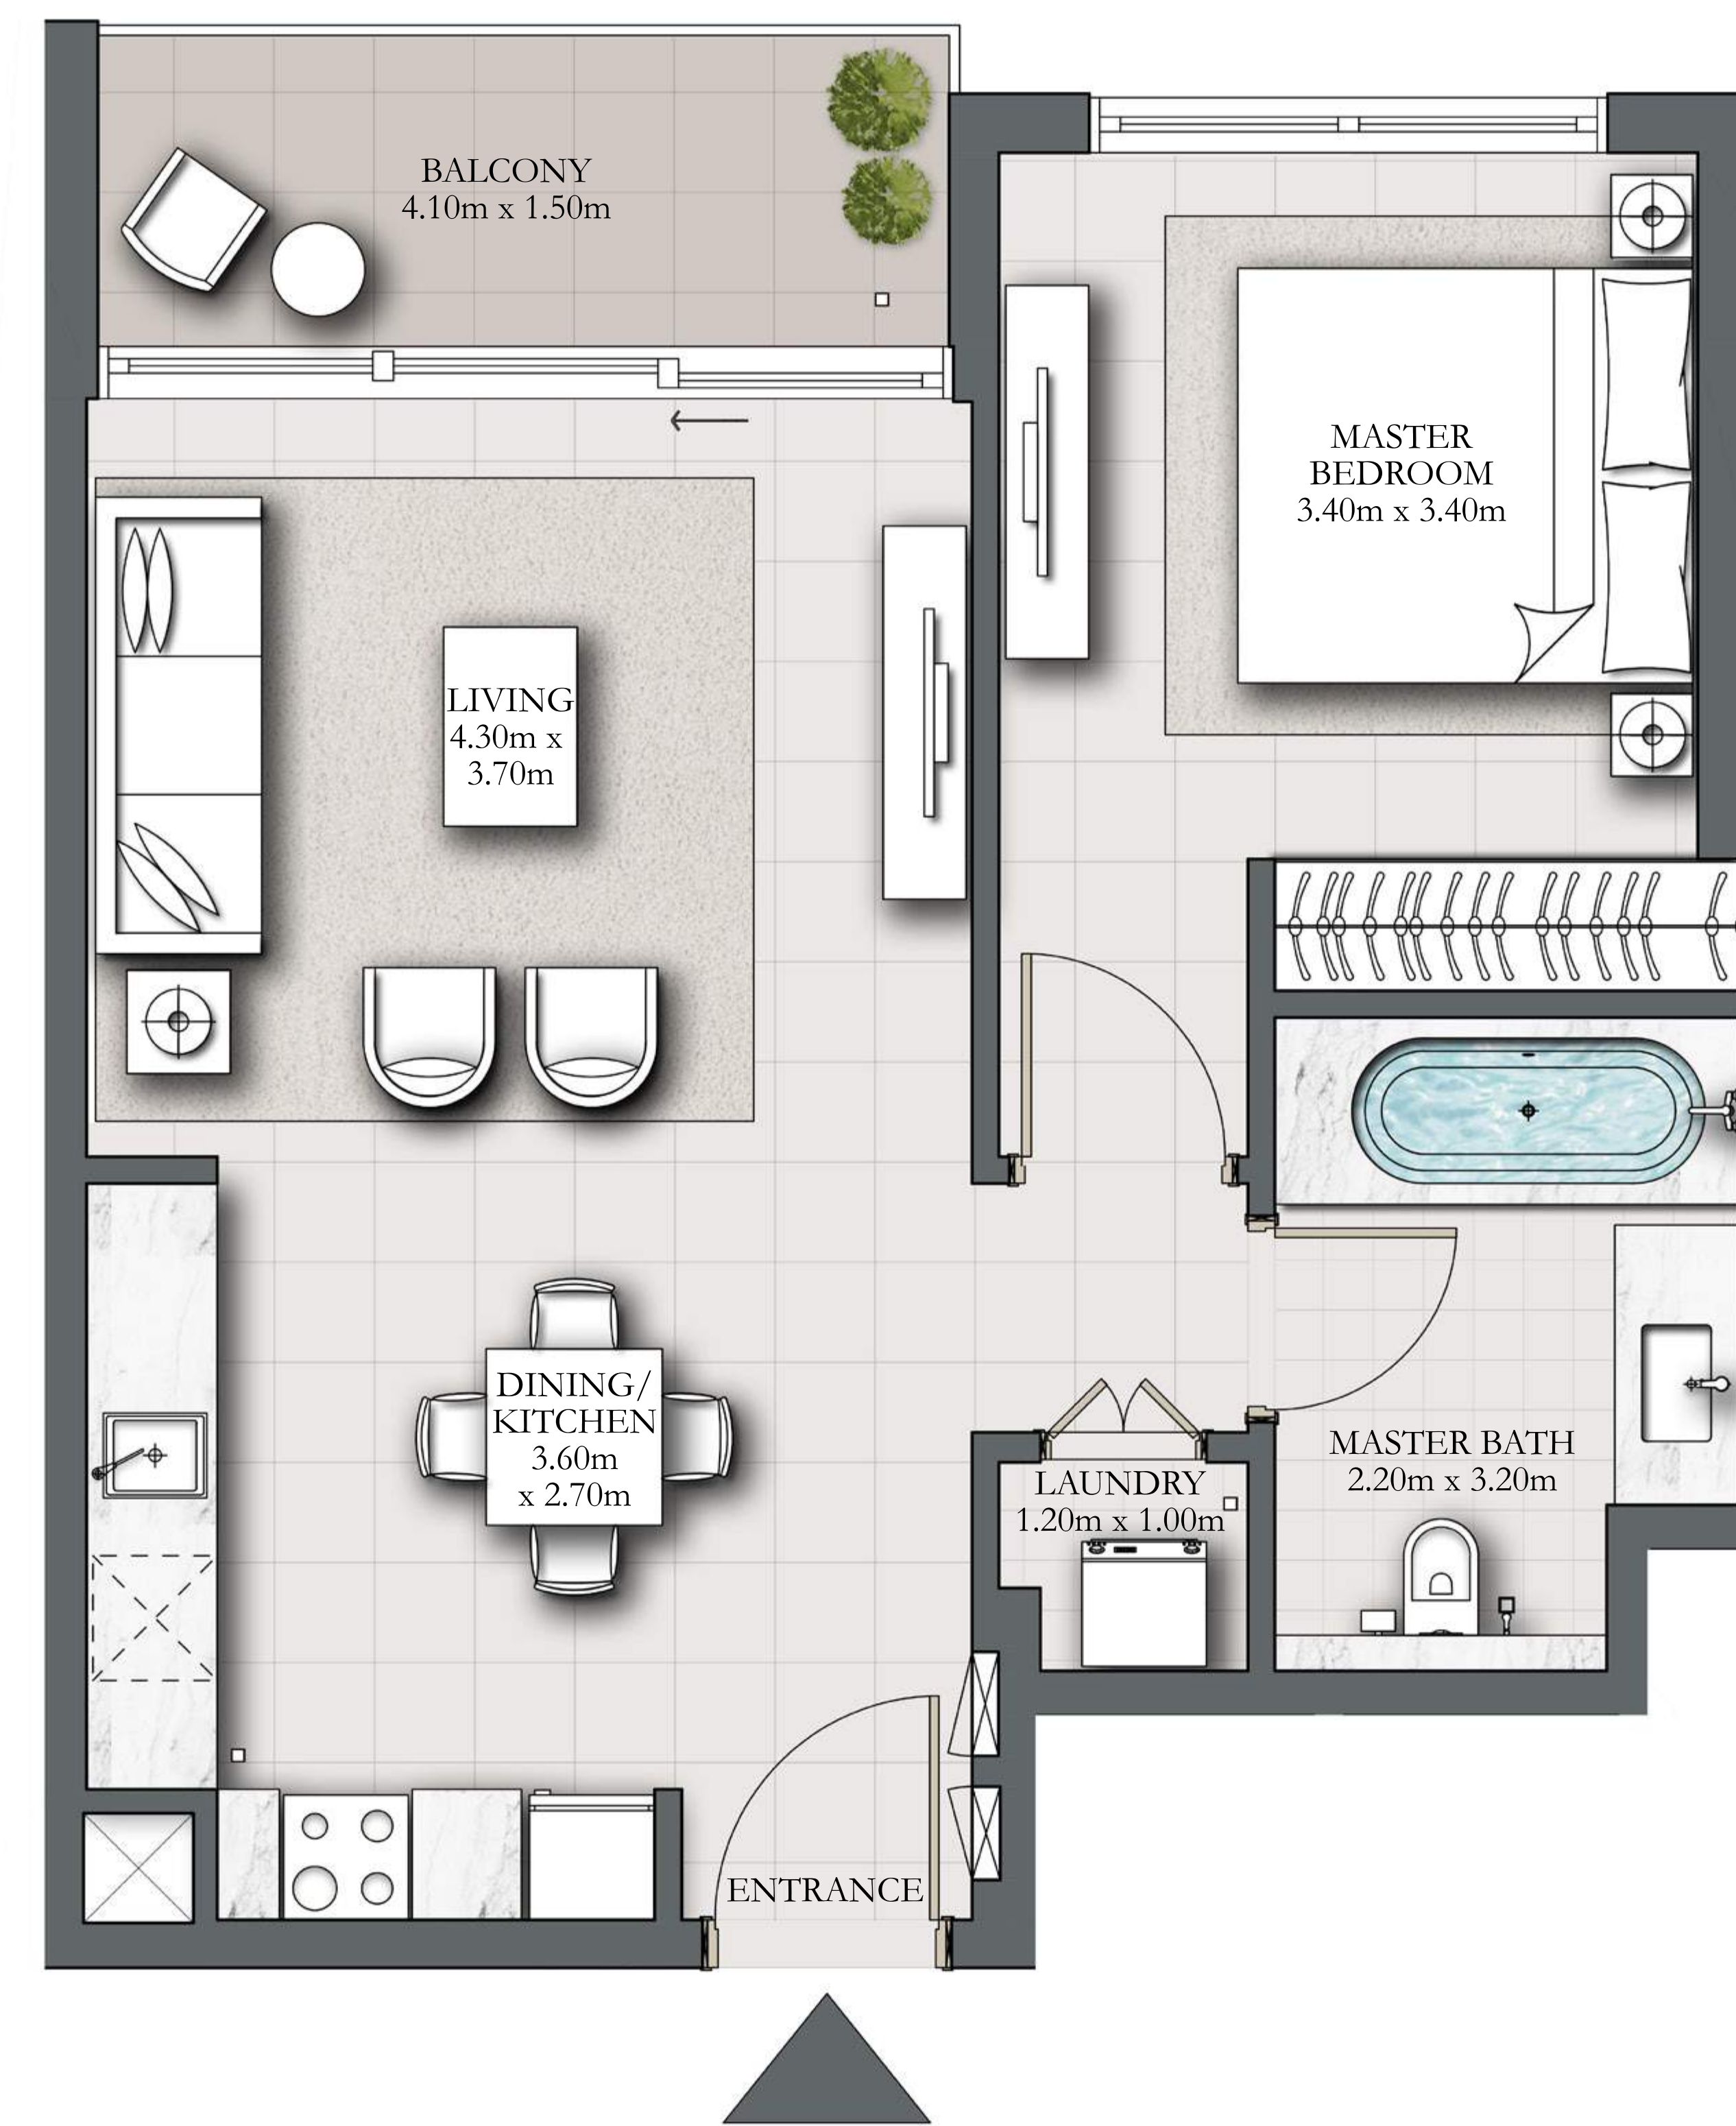 BALCONY
4.10m x 1.50m
MASTER
BEDROOM
3.40m x 3.40m
LIVING
4.30m x
3.70m
DINING/
KITCHEN
3.60m
x 2.70m
MASTER BATH
2.20m x 3.20m
LAUNDRY
1.20m x 1.00m
ENTRANCE